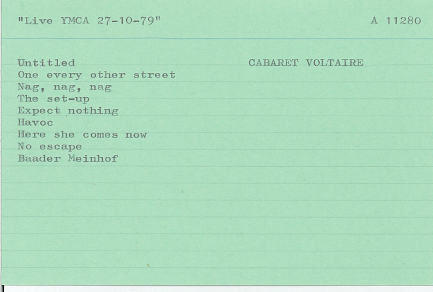 "Live YMCA 27-10-79" A 11280
Untitled CABARET VOLTAIRE
One every other street
Nag, nag, nag
The set-up
Expect nothing
Havoc
Here she comes now
No escape
Baader Meinhof